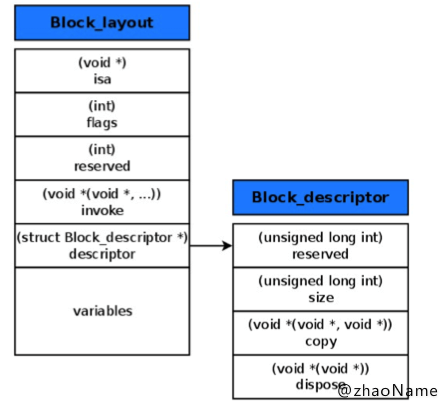 Block_layout
(void *)
isa
(int)
flags
(int)
reserved
(void *(void *, ...))
invoke
(struct Block_descriptor *)
descriptor
variables
Block_descriptor
(unsigned long int)
reserved
(unsigned long int)
size
(void *(void *, void *))
copy
(void *(void *))
dispose
@zhaoName